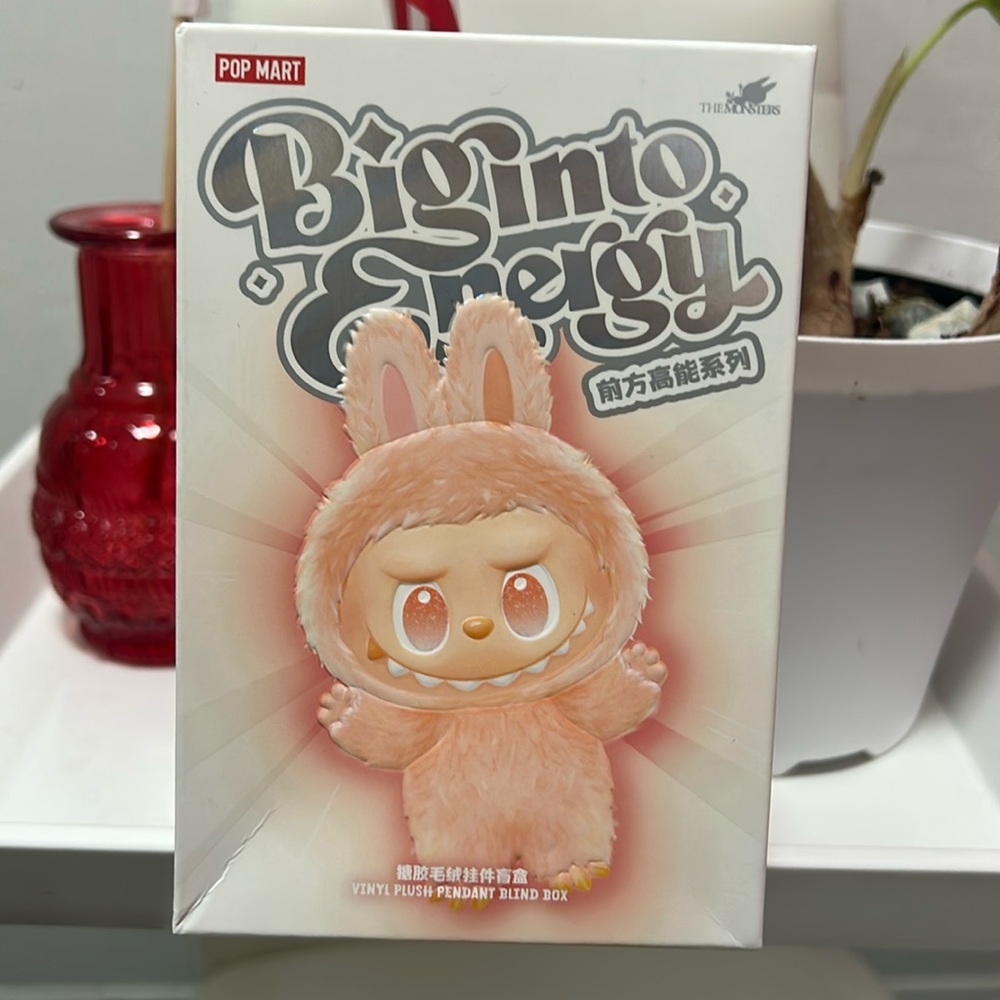 POP MART
THE MONSTERS
Big into
Energy
前方高能系列
搪胶毛绒挂件盲盒
VINYL PLUSH PENDANT BLIND BOX